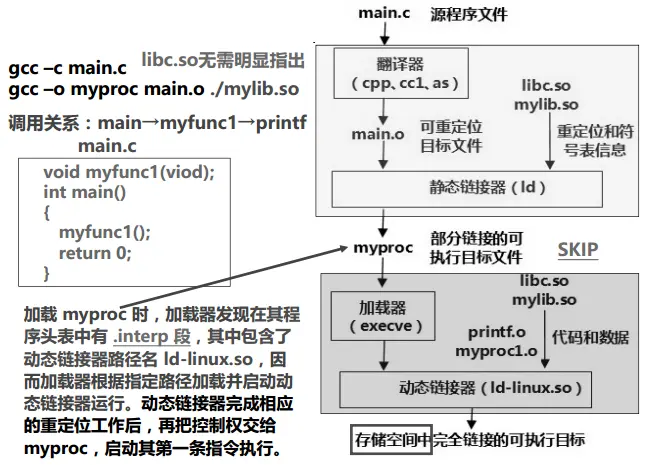 main.c 源程序文件
libc.so无需明显指出
gcc –c main.c
gcc –o myproc main.o ./mylib.so
调用关系：main→myfunc1→printf
main.c
void myfunc1(viod);
int main()
{
myfunc1();
return 0;
}
加载 myproc 时，加载器发现在其程
序头表中有 .interp 段，其中包含了
动态链接器路径名 ld-linux.so，因
而加载器根据指定路径加载并启动动
态链接器运行。动态链接器完成相应
的重定位工作后，再把控制权交给
myproc，启动其第一条指令执行。
翻译器
（cpp、cc1、as）
libc.so
mylib.so
main.o
可重定位
目标文件
重定位和符
号表信息
静态链接器（ld）
myproc
部分链接的可
执行目标文件
SKIP
加载器
（execve）
libc.so
mylib.so
printf.o
myproc1.o
代码和数据
动态链接器（ld-linux.so）
存储空间中完全链接的可执行目标